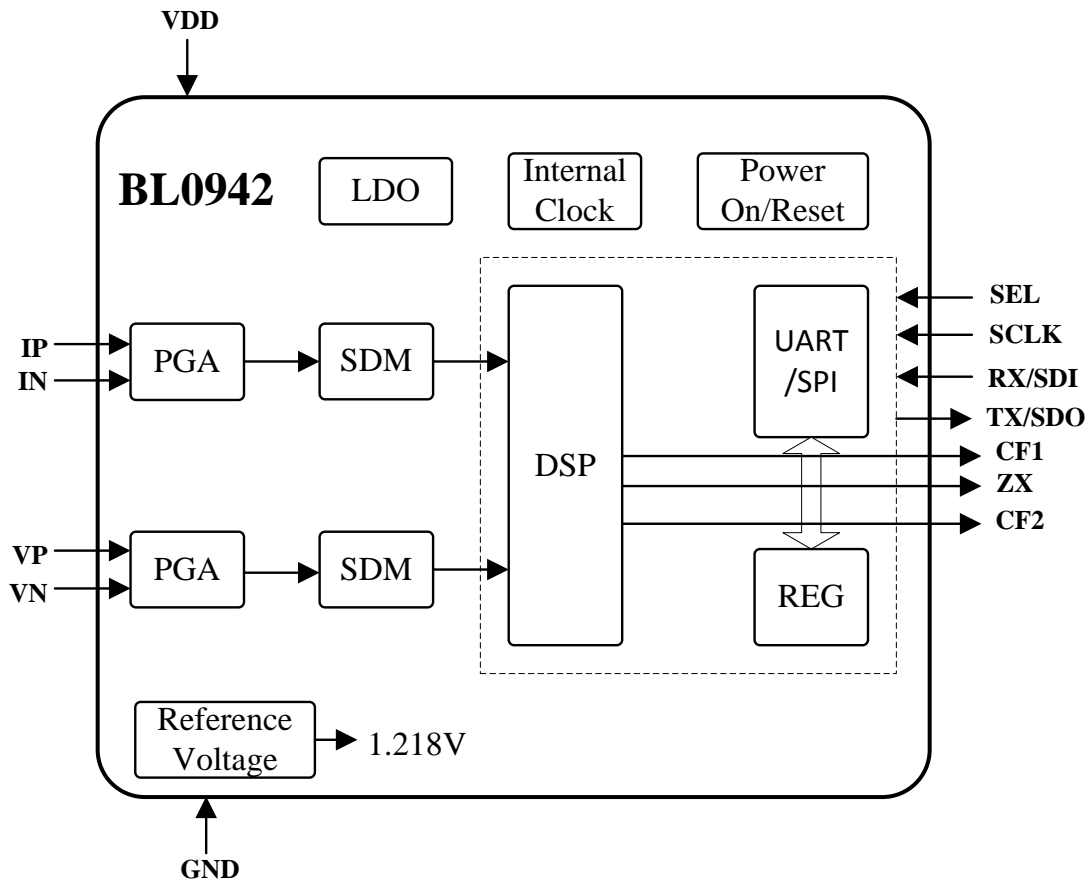 VDD
BL0942
LDO
Internal
Clock
Power
On/Reset
SEL
SCLK
RX/SDI
TX/SDO
CF1
ZX
CF2
IP
IN
PGA
SDM
DSP
UART
/SPI
VP
VN
PGA
SDM
REG
Reference
Voltage
1.218V
GND